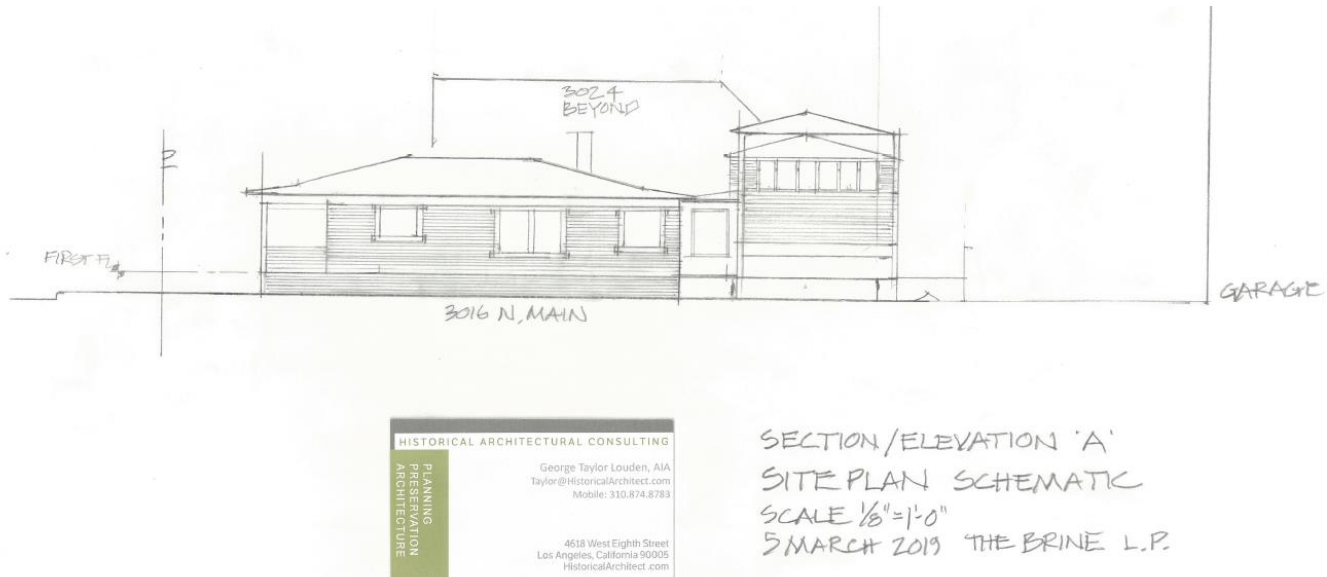 3024
BEYOND
FIRST FL
3016 N. MAIN
GARAGE
HISTORICAL ARCHITECTURAL CONSULTING
PLANNING
PRESERVATION
ARCHITECTURE
George Taylor Louden, AIA
Taylor@HistoricalArchitect.com
Mobile: 310.874.8783
4618 West Eighth Street
Los Angeles, California 90005
HistoricalArchitect.com
SECTION/ELEVATION 'A'
SITE PLAN SCHEMATIC
SCALE 1/8"=1'-0"
5 MARCH 2019 THE BRINE L.P.